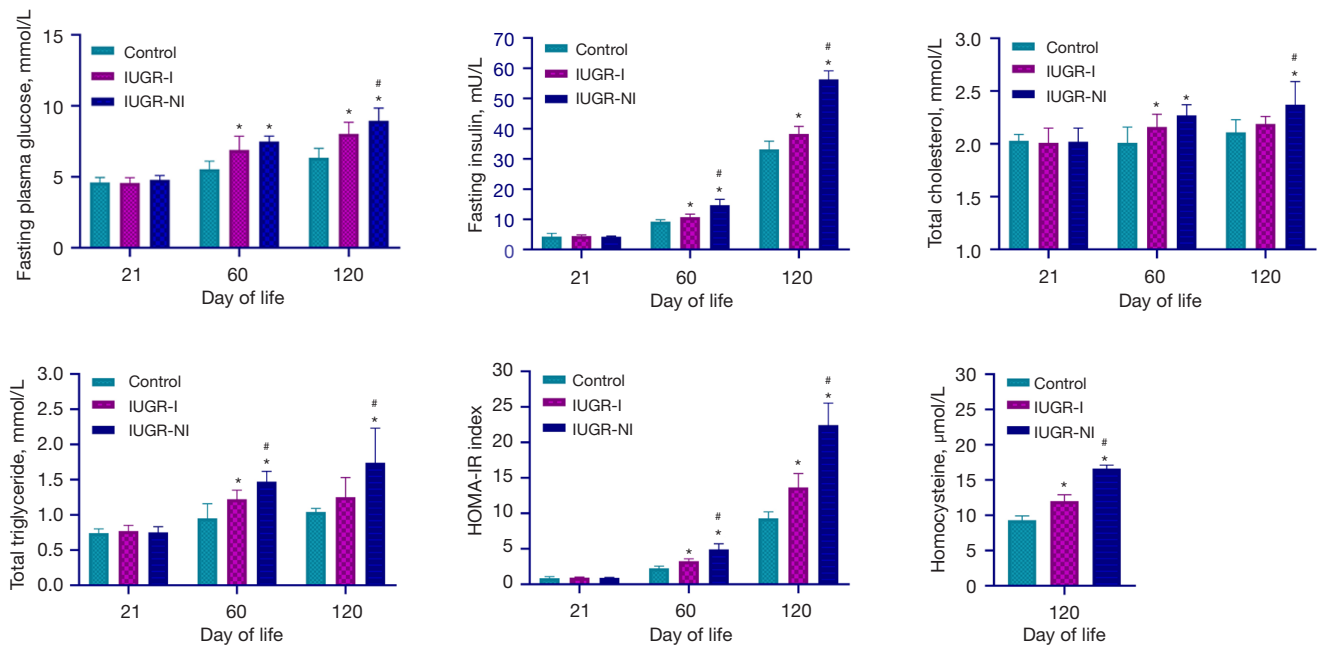 Fasting plasma glucose, mmol/L
15
10
5
0
Control
IUGR-I
IUGR-NI
* *
* #
*
21 60 120
Day of life
Fasting insulin, mU/L
70
60
50
40
30
20
10
0
Control
IUGR-I
IUGR-NI
* #
*
* #
*
21 60 120
Day of life
Total cholesterol, mmol/L
3.0
2.5
2.0
1.5
1.0
Control
IUGR-I
IUGR-NI
* *
#
*
21 60 120
Day of life
Total triglyceride, mmol/L
3.0
2.5
2.0
1.5
1.0
0.5
0.0
Control
IUGR-I
IUGR-NI
* #
*
#
*
21 60 120
Day of life
HOMA-IR index
30
25
20
15
10
5
0
Control
IUGR-I
IUGR-NI
* #
*
* #
*
21 60 120
Day of life
Homocysteine, μmol/L
30
25
20
15
10
5
0
Control
IUGR-I
IUGR-NI
* #
*
120
Day of life